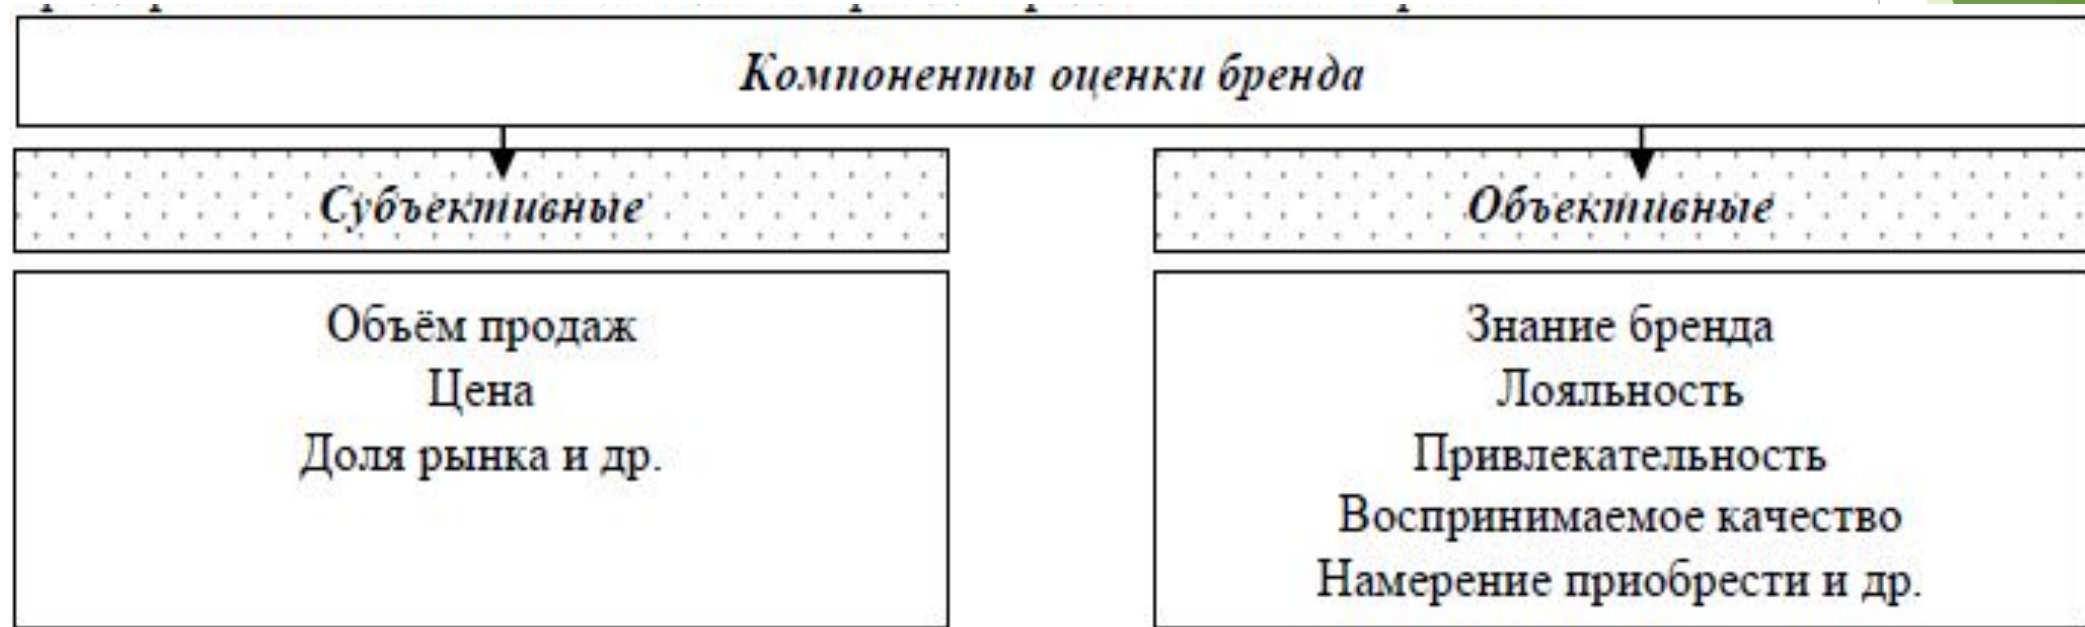 Компоненты оценки бренда
Субъективные
Объективные
Объём продаж
Цена
Доля рынка и др.
Знание бренда
Лояльность
Привлекательность
Воспринимаемое качество
Намерение приобрести и др.